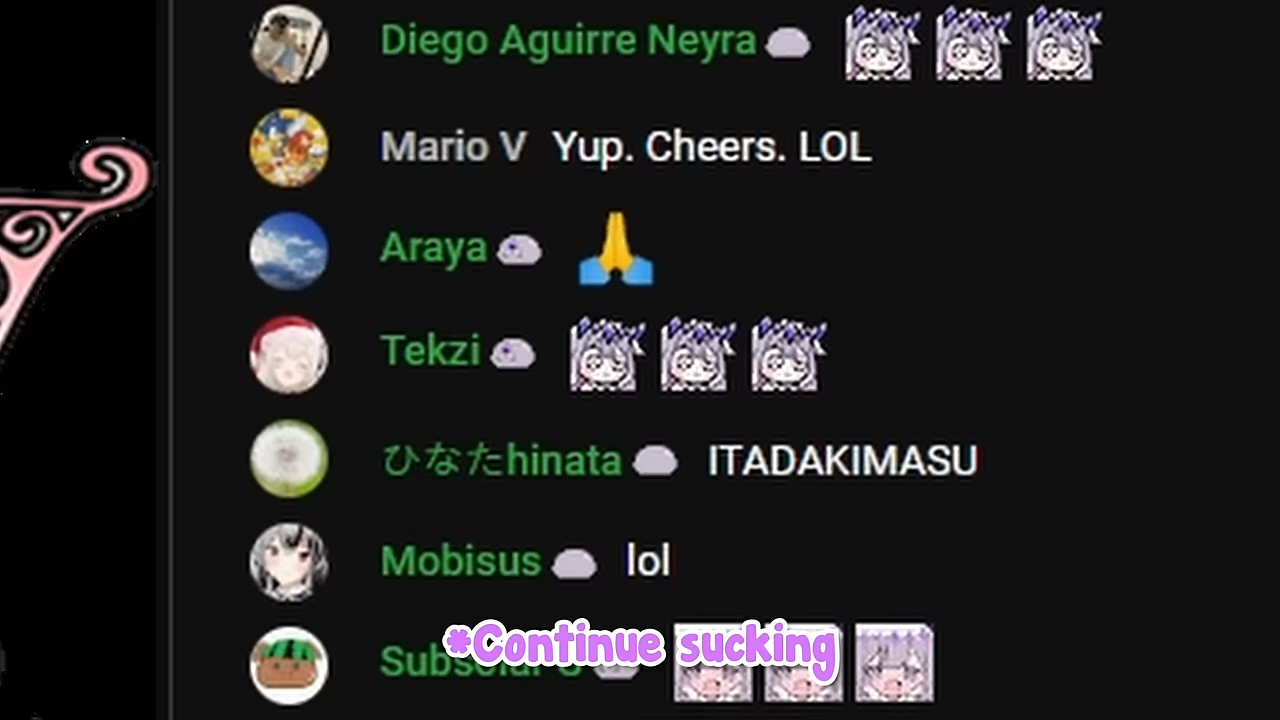 Diego Aguirre Neyra
Mario V Yup. Cheers. LOL
Araya
Tekzi
ひなたhinata ITADAKIMASU
Mobisus lol
*Continue sucking